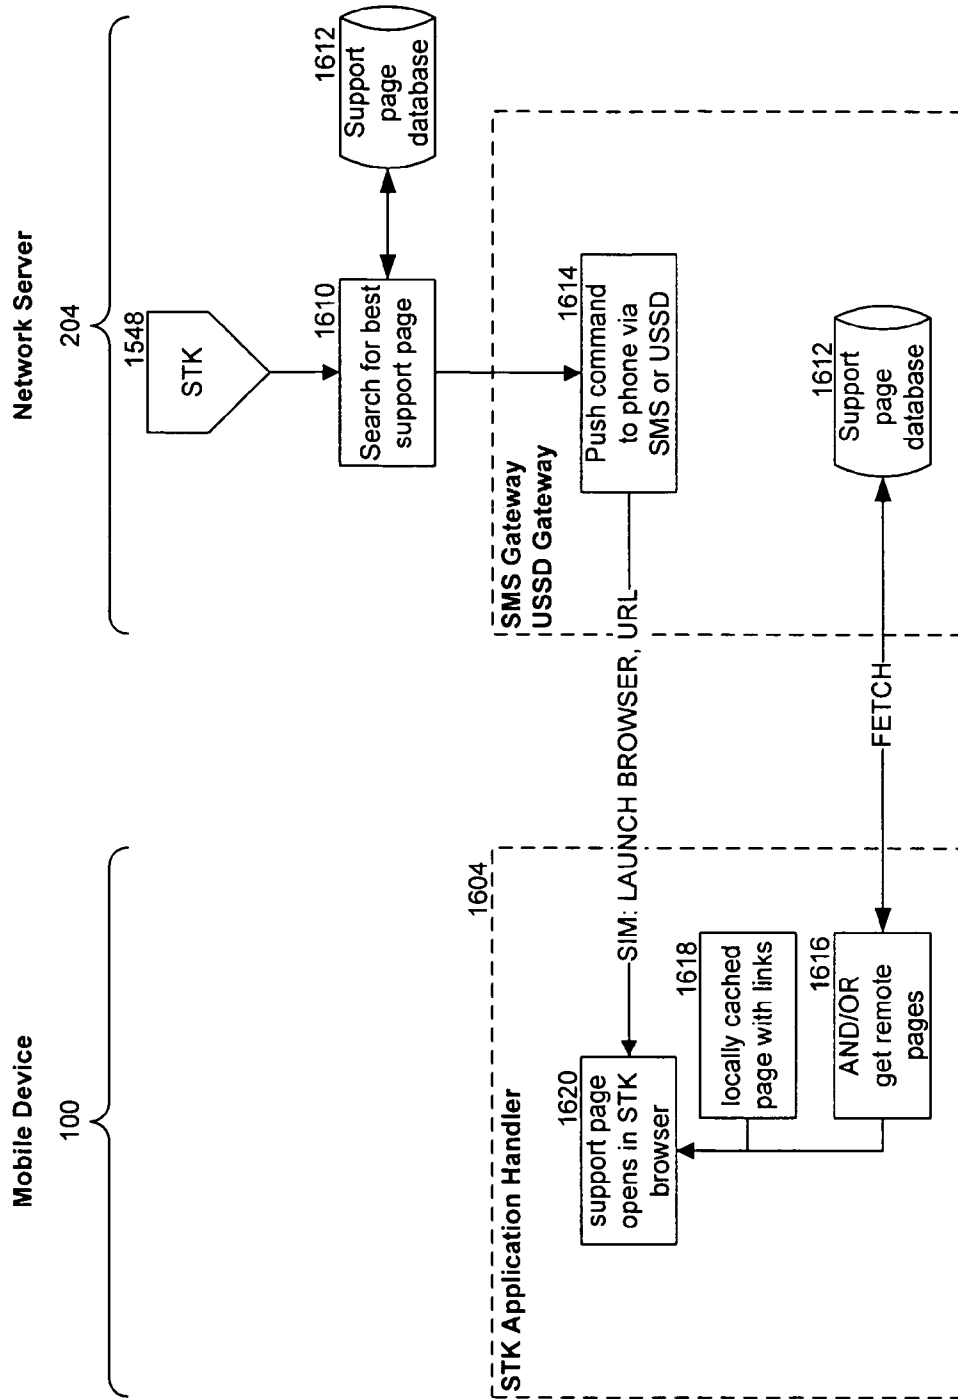 Mobile Device
100
Network Server
204
1548
STK
1610
Search for best
support page
1612
Support
page
database
SMS Gateway
USSD Gateway
1614
Push command
to phone via
SMS or USSD
SIM: LAUNCH BROWSER, URL
1604
STK Application Handler
1620
support page
opens in STK
browser
1618
locally cached
page with links
1616
AND/OR
get remote
pages
FETCH
1612
Support
page
database